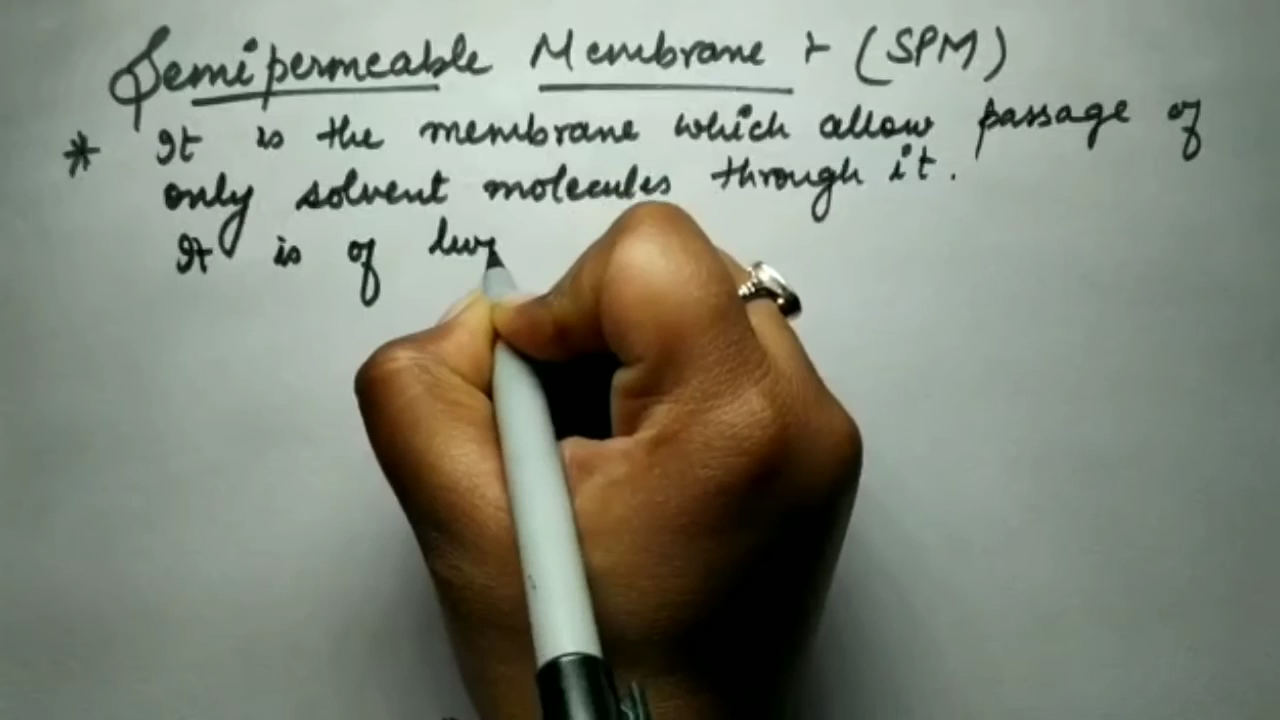 Semipermeable Membrane :- (SPM)
* It is the membrane which allow passage of
only solvent molecules through it.
It is of